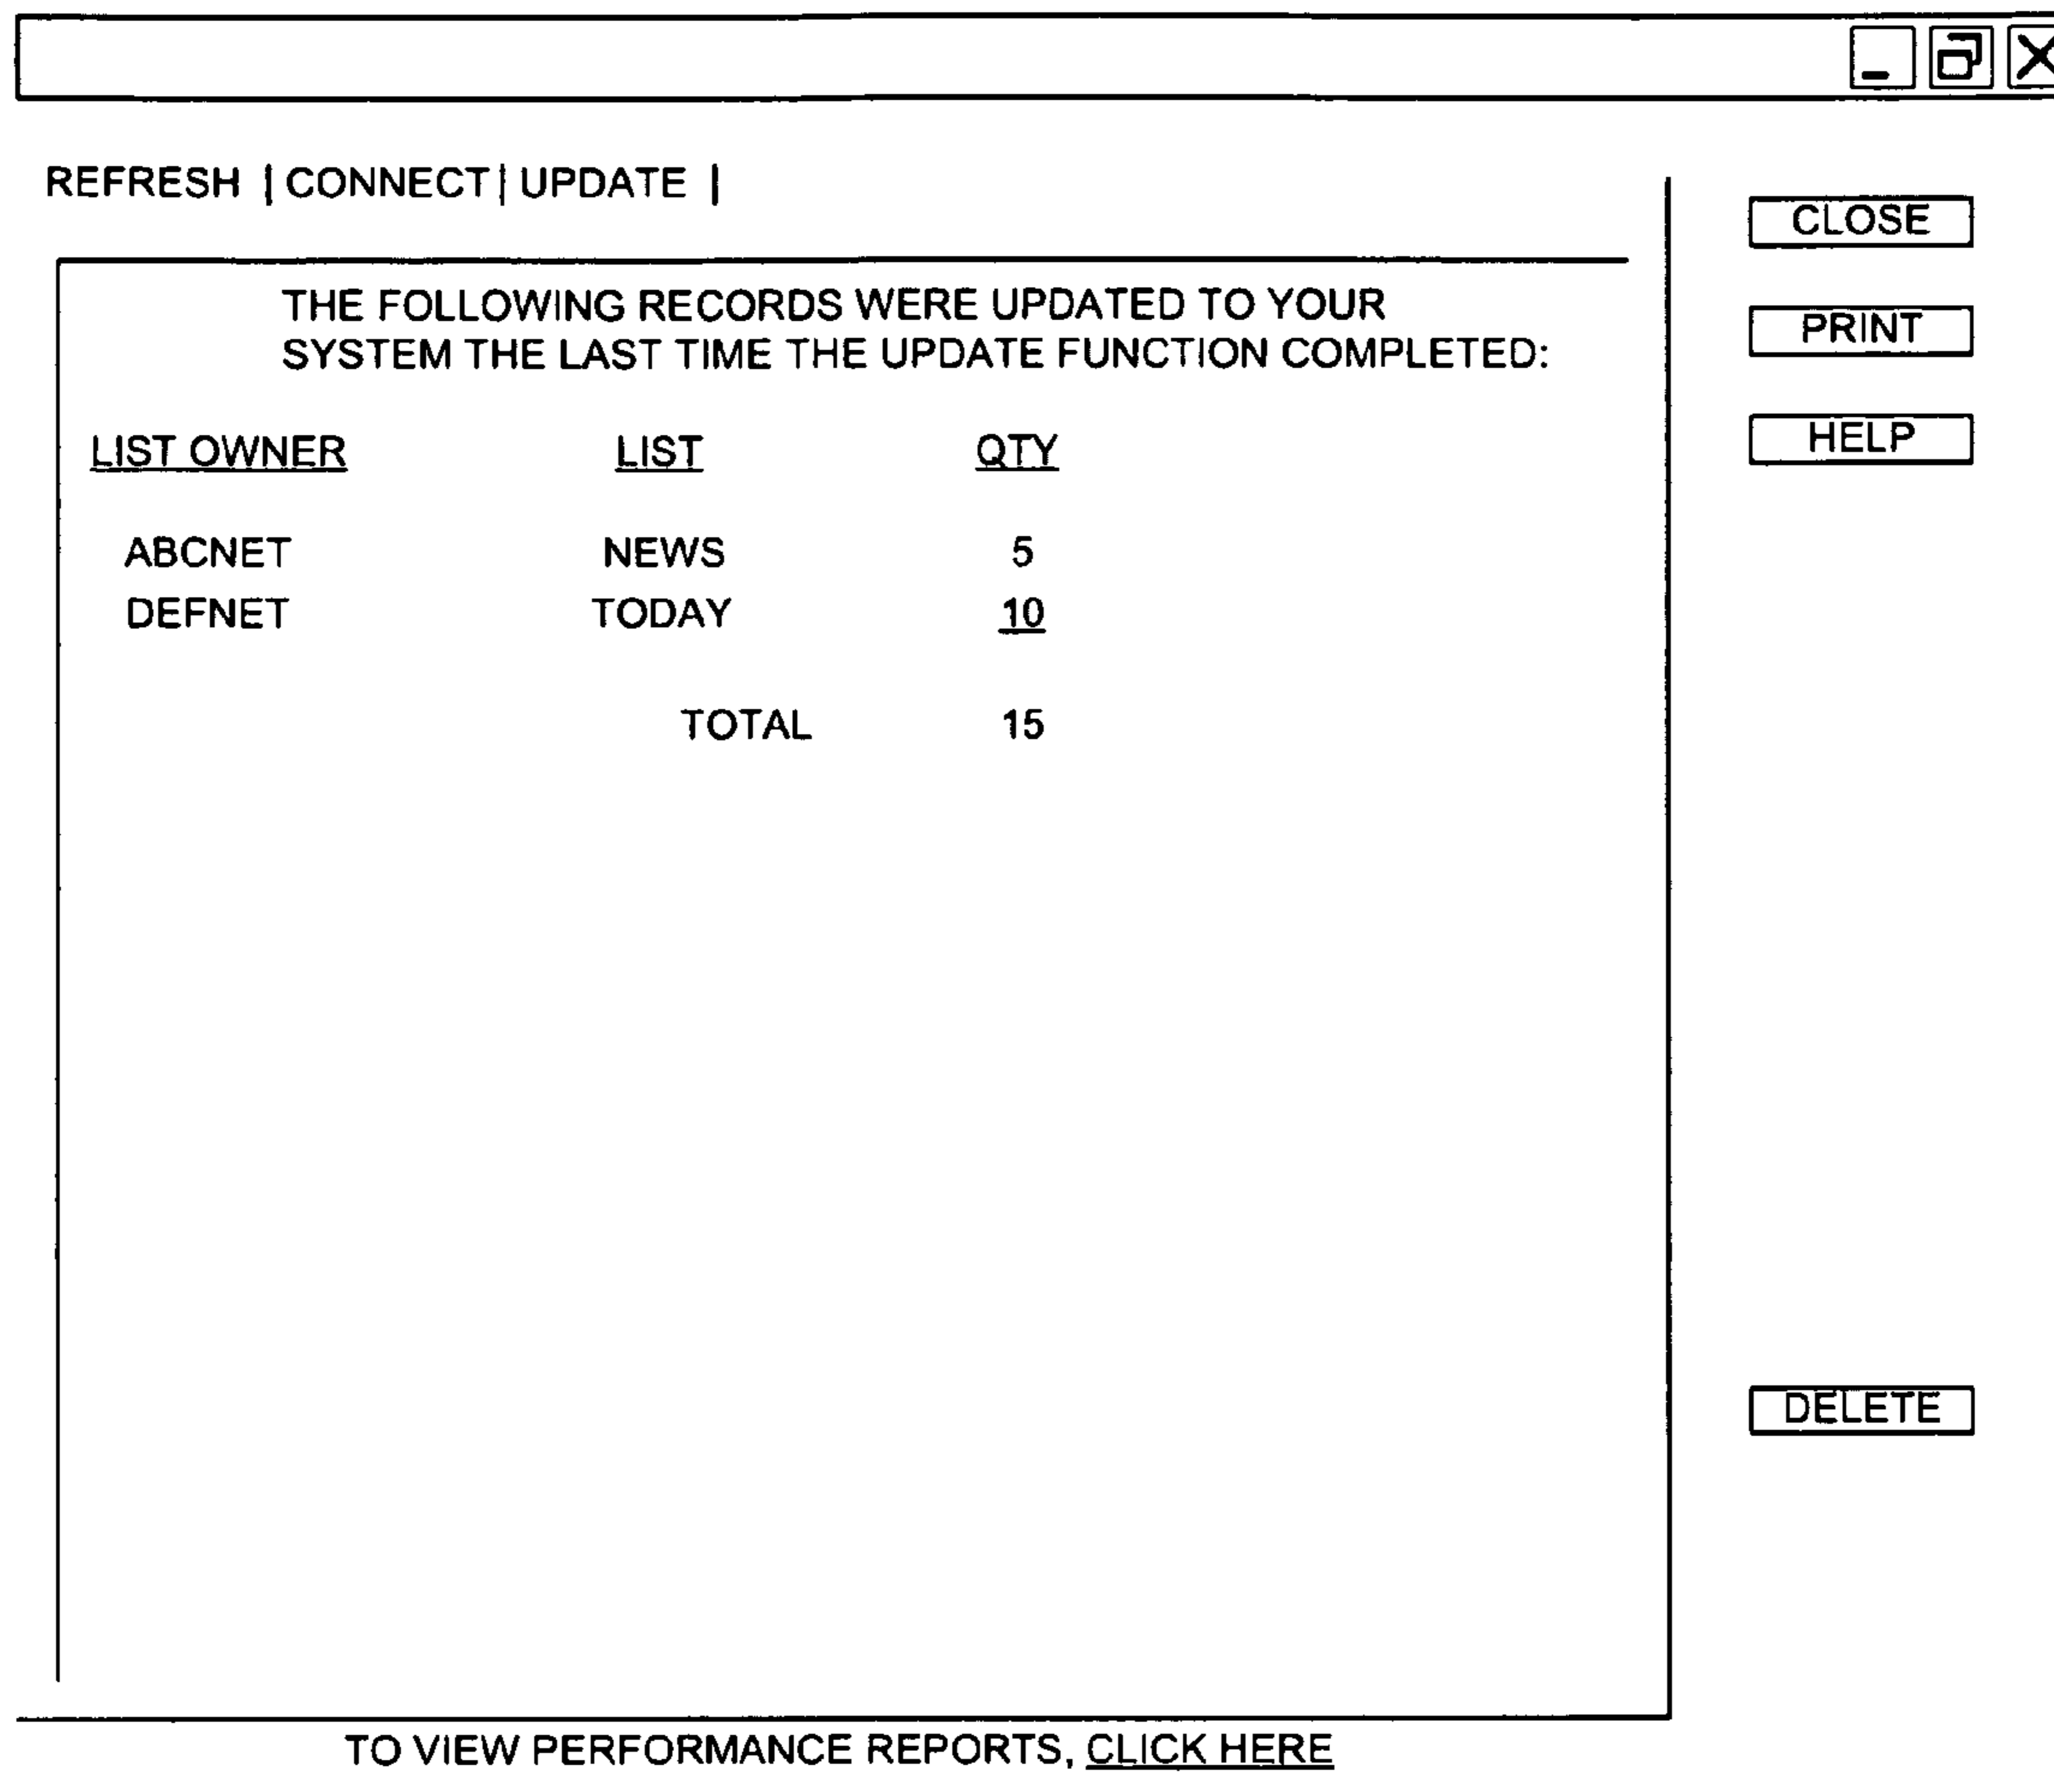 REFRESH | CONNECT | UPDATE |
CLOSE
PRINT
HELP
THE FOLLOWING RECORDS WERE UPDATED TO YOUR
SYSTEM THE LAST TIME THE UPDATE FUNCTION COMPLETED:
LIST OWNER LIST QTY
ABCNET NEWS 5
DEFNET TODAY 10
TOTAL 15
DELETE
TO VIEW PERFORMANCE REPORTS, CLICK HERE